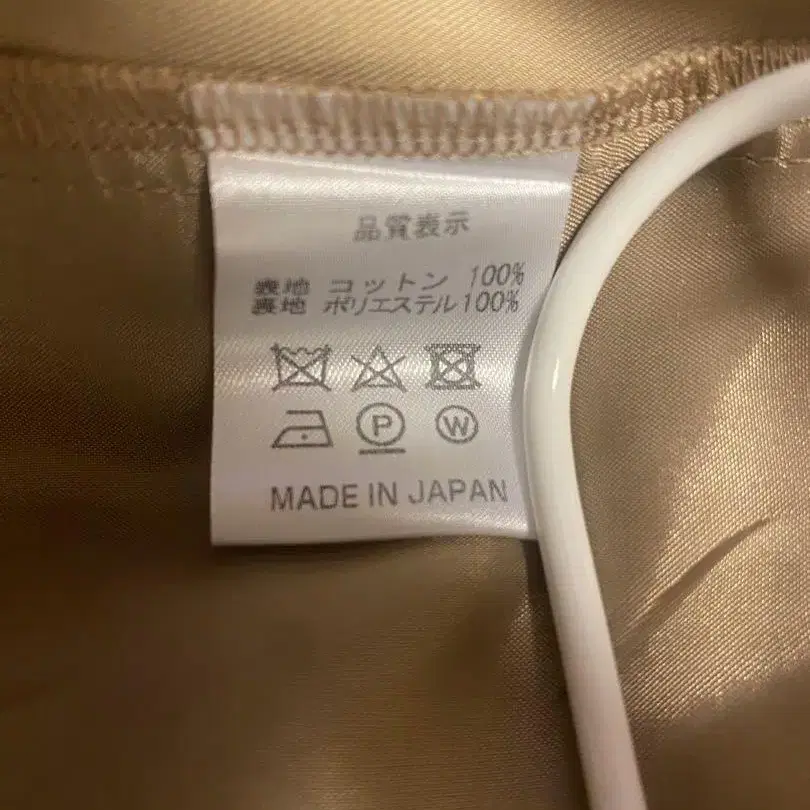 品質表示
表地 コットン 100%
裏地 ポリエステル100%
P W
MADE IN JAPAN